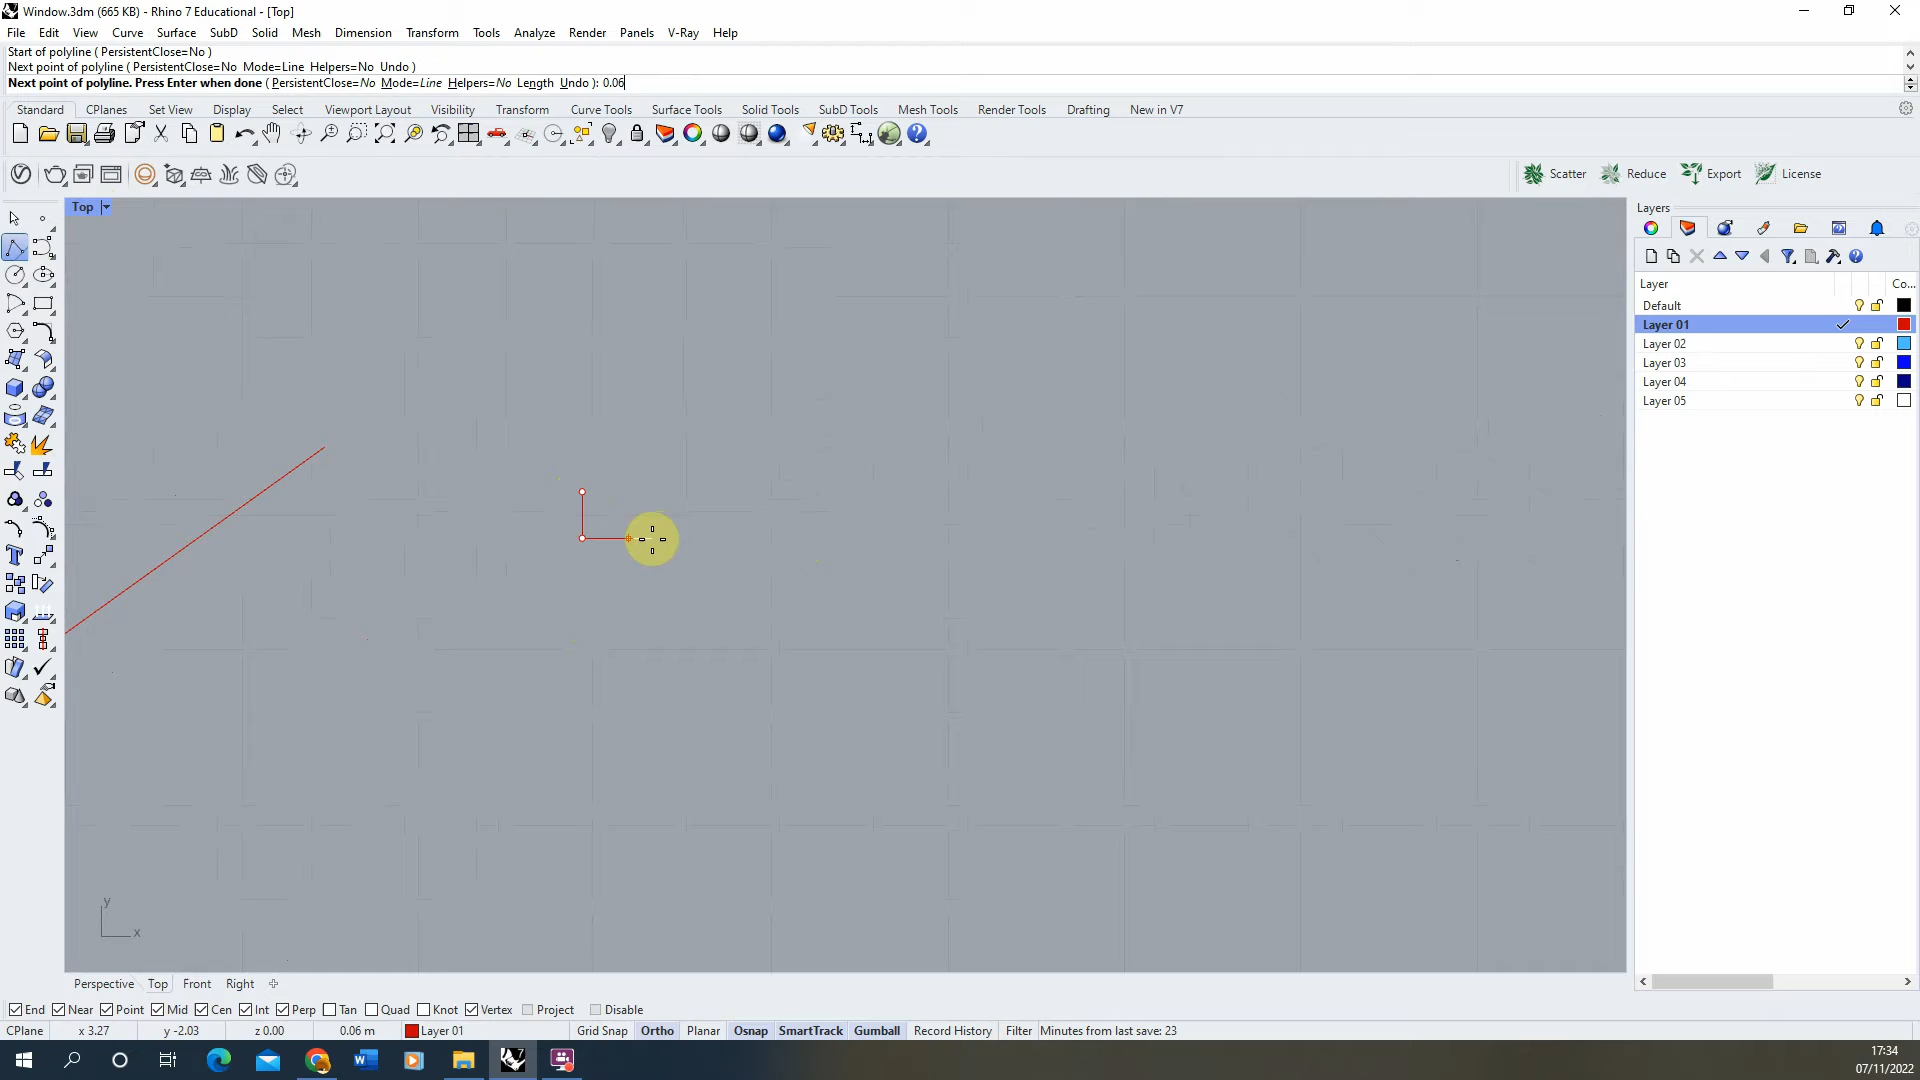 Window.3dm (665 KB) - Rhino 7 Educational - [Top]
File Edit View Curve Surface SubD Solid Mesh Dimension Transform Tools Analyze Render Panels V-Ray Help
Start of polyline ( PersistentClose=No )
Next point of polyline ( PersistentClose=No Mode=Line Helpers=No Undo )
Next point of polyline. Press Enter when done ( PersistentClose=No Mode=Line Helpers=No Length Undo ): 0.06
Standard CPlanes Set View Display Select Viewport Layout Visibility Transform Curve Tools Surface Tools Solid Tools SubD Tools Mesh Tools Render Tools Drafting New in V7
Scatter Reduce Export License
Top
Layers
Layer Co...
Default
Layer 01
Layer 02
Layer 03
Layer 04
Layer 05
y
x
Perspective Top Front Right
End Near Point Mid Cen Int Perp Tan Quad Knot Vertex Project Disable
CPlane x 3.27 y -2.03 z 0.00 0.06 m Layer 01 Grid Snap Ortho Planar Osnap SmartTrack Gumball Record History Filter Minutes from last save: 23
17:34
07/11/2022